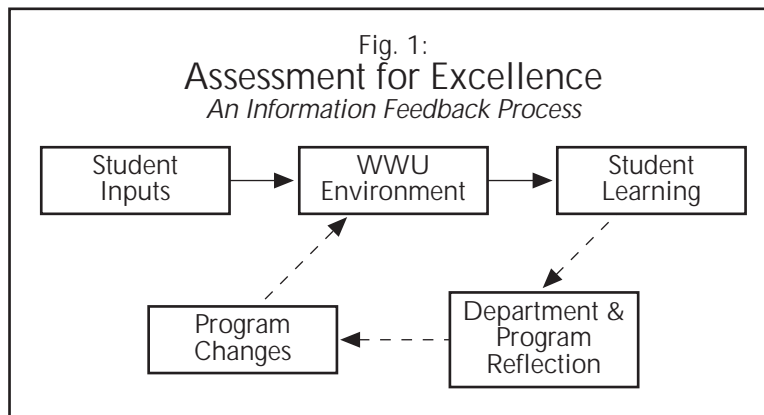 Fig. 1:
Assessment for Excellence
An Information Feedback Process
Student
Inputs
WWU
Environment
Student
Learning
Program
Changes
Department &
Program
Reflection